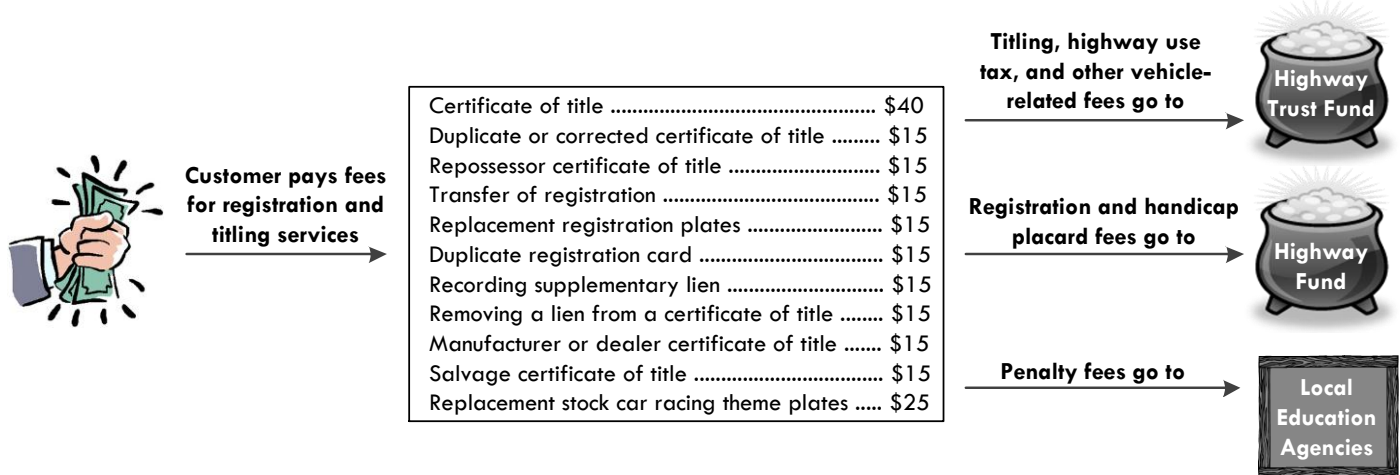 Customer pays fees
for registration and
titling services
Certificate of title ............................................. $40
Duplicate or corrected certificate of title ......... $15
Repossessor certificate of title .......................... $15
Transfer of registration ..................................... $15
Replacement registration plates ....................... $15
Duplicate registration card ............................... $15
Recording supplementary lien ........................... $15
Removing a lien from a certificate of title ........ $15
Manufacturer or dealer certificate of title ....... $15
Salvage certificate of title ................................ $15
Replacement stock car racing theme plates ..... $25
Titling, highway use
tax, and other vehicle-
related fees go to
Highway
Trust Fund
Registration and handicap
placard fees go to
Highway
Fund
Penalty fees go to
Local
Education
Agencies